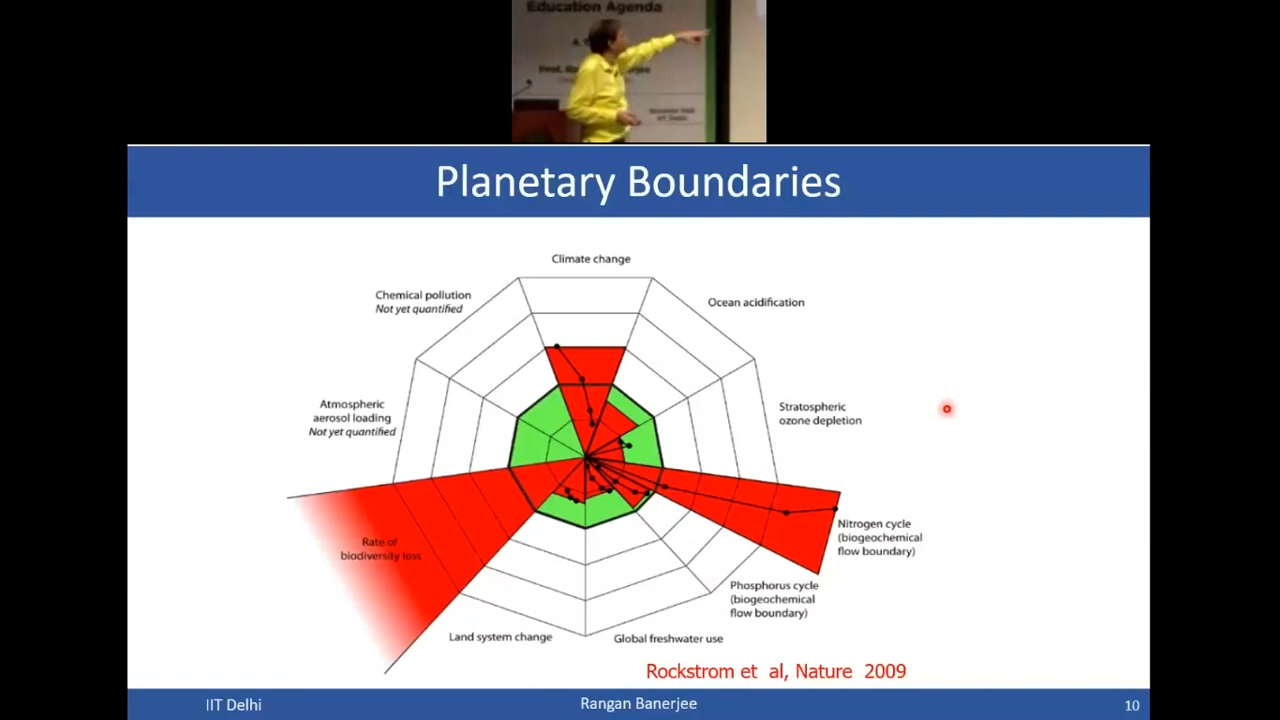 Education Agenda
Planetary Boundaries
Climate change
Chemical pollution
Not yet quantified
Ocean acidification
Atmospheric
aerosol loading
Not yet quantified
Stratospheric
ozone depletion
Rate of
biodiversity loss
Nitrogen cycle
(biogeochemical
flow boundary)
Phosphorus cycle
(biogeochemical
flow boundary)
Land system change
Global freshwater use
Rockstrom et al, Nature 2009
IIT Delhi
Rangan Banerjee
10